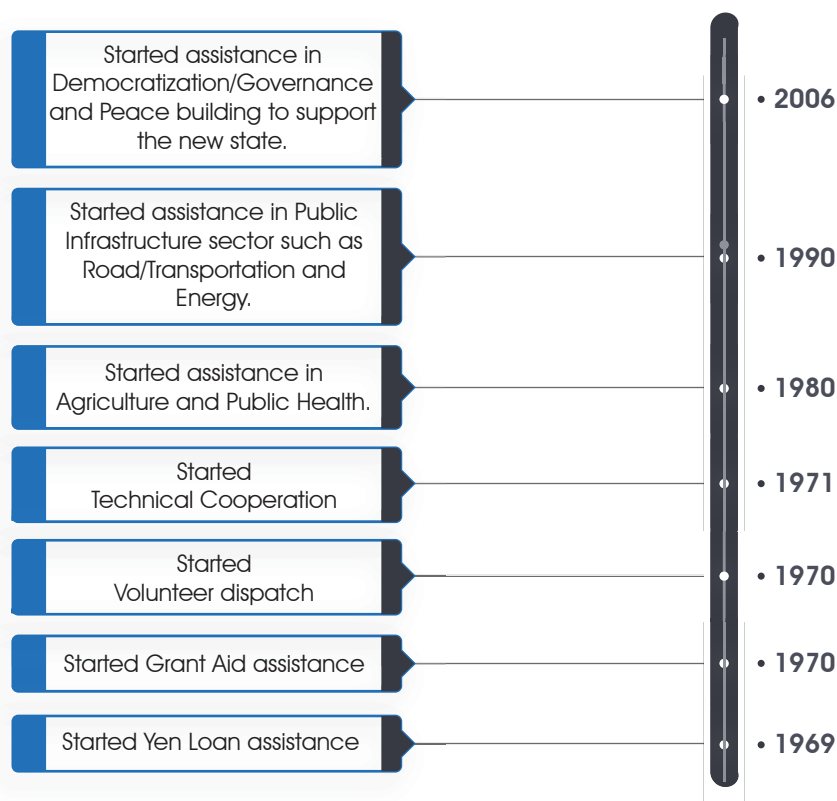 Started assistance in
Democratization/Governance
and Peace building to support
the new state.
• 2006
Started assistance in Public
Infrastructure sector such as
Road/Transportation and
Energy.
• 1990
Started assistance in
Agriculture and Public Health.
• 1980
Started
Technical Cooperation
• 1971
Started
Volunteer dispatch
• 1970
Started Grant Aid assistance
• 1970
Started Yen Loan assistance
• 1969